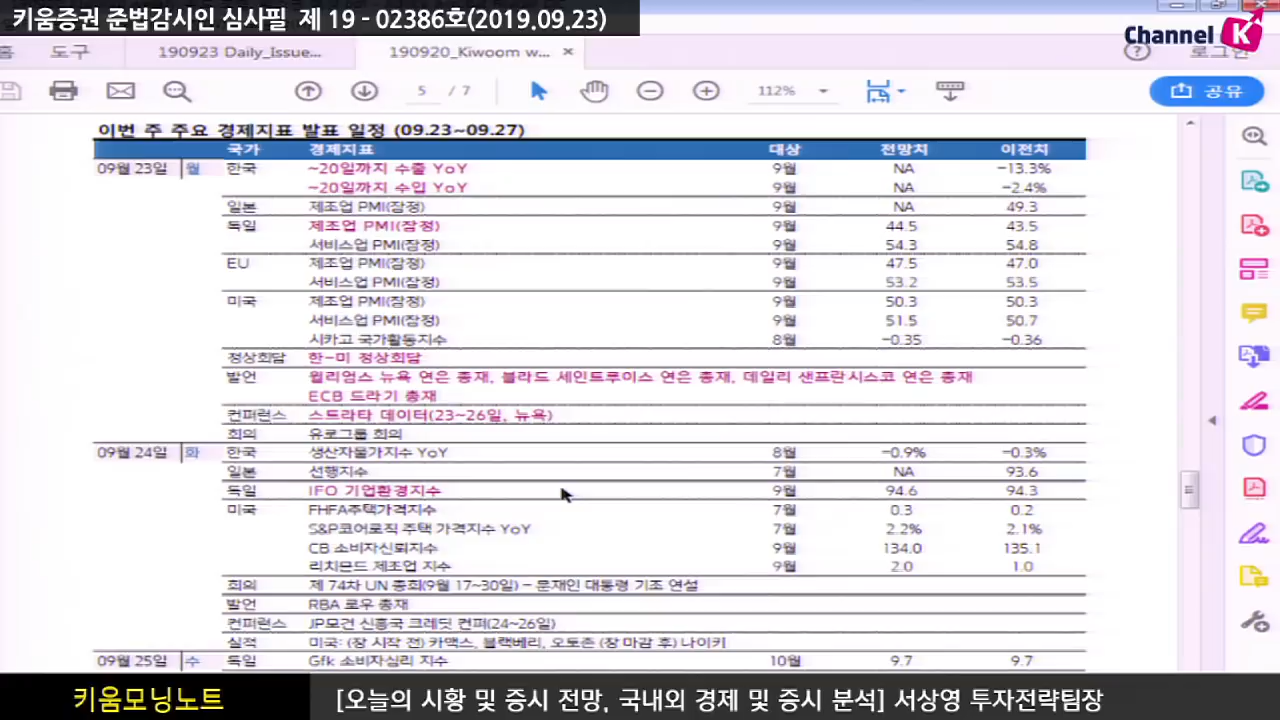 키움증권 준법감시인 심사필 제 19 - 02386호(2019.09.23)
Channel K
홈 도구 190923 Daily_Issue... 190920_Kiwoom w... × ? 로그인
5 / 7 112% 공유
이번 주 주요 경제지표 발표 일정 (09.23~09.27)
국가 경제지표 대상 전망치 이전치
09월 23일 월 한국 ~20일까지 수출 YoY 9월 NA -13.3%
~20일까지 수입 YoY 9월 NA -2.4%
일본 제조업 PMI(잠정) 9월 NA 49.3
독일 제조업 PMI(잠정) 9월 44.5 43.5
서비스업 PMI(잠정) 9월 54.3 54.8
EU 제조업 PMI(잠정) 9월 47.5 47.0
서비스업 PMI(잠정) 9월 53.2 53.5
미국 제조업 PMI(잠정) 9월 50.3 50.3
서비스업 PMI(잠정) 9월 51.5 50.7
시카고 국가활동지수 8월 -0.35 -0.36
정상회담 한-미 정상회담
발언 윌리엄스 뉴욕 연은 총재, 블라드 세인트루이스 연은 총재, 데일리 샌프란시스코 연은 총재
ECB 드라기 총재
컨퍼런스 스트라타 데이터(23~26일, 뉴욕)
회의 유로그룹 회의
09월 24일 화 한국 생산자물가지수 YoY 8월 -0.9% -0.3%
일본 선행지수 7월 NA 93.6
독일 IFO 기업환경지수 9월 94.6 94.3
미국 FHFA주택가격지수 7월 0.3 0.2
S&P코어로직 주택 가격지수 YoY 7월 2.2% 2.1%
CB 소비자신뢰지수 9월 134.0 135.1
리치몬드 제조업 지수 9월 2.0 1.0
회의 제 74차 UN 총회(9월 17~30일) - 문재인 대통령 기조 연설
발언 RBA 로우 총재
컨퍼런스 JP모건 신흥국 크레딧 컨퍼(24~26일)
실적 미국: (장 시작 전) 카맥스, 블랙베리, 오토존 (장 마감 후) 나이키
09월 25일 수 독일 Gfk 소비자심리 지수 10월 9.7 9.7
키움모닝노트 [오늘의 시황 및 증시 전망, 국내외 경제 및 증시 분석] 서상영 투자전략팀장